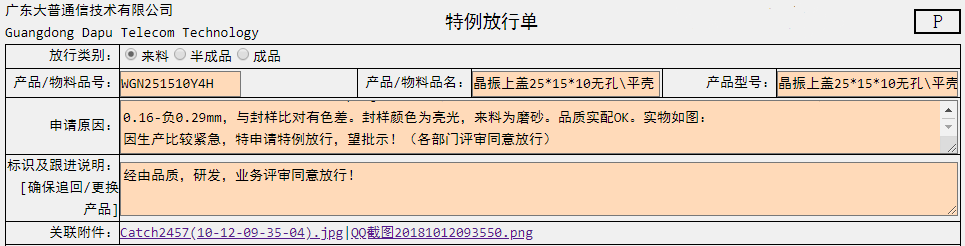 广东大普通信技术有限公司
Guangdong Dapu Telecom Technology
特例放行单
P
放行类别： 来料 半成品 成品
产品/物料品号： WGN251510Y4H 产品/物料品名： 晶振上盖25*15*10无孔\平壳 产品型号： 晶振上盖25*15*10无孔\平壳
申请原因：
0.16-负0.29mm，与封样比对有色差。封样颜色为亮光，来料为磨砂。品质实配OK。实物如图：
因生产比较紧急，特申请特例放行，望批示！（各部门评审同意放行）
标识及跟进说明：
[确保追回/更换
产品]
经由品质，研发，业务评审同意放行！
关联附件： Catch2457(10-12-09-35-04).jpg|QQ截图20181012093550.png